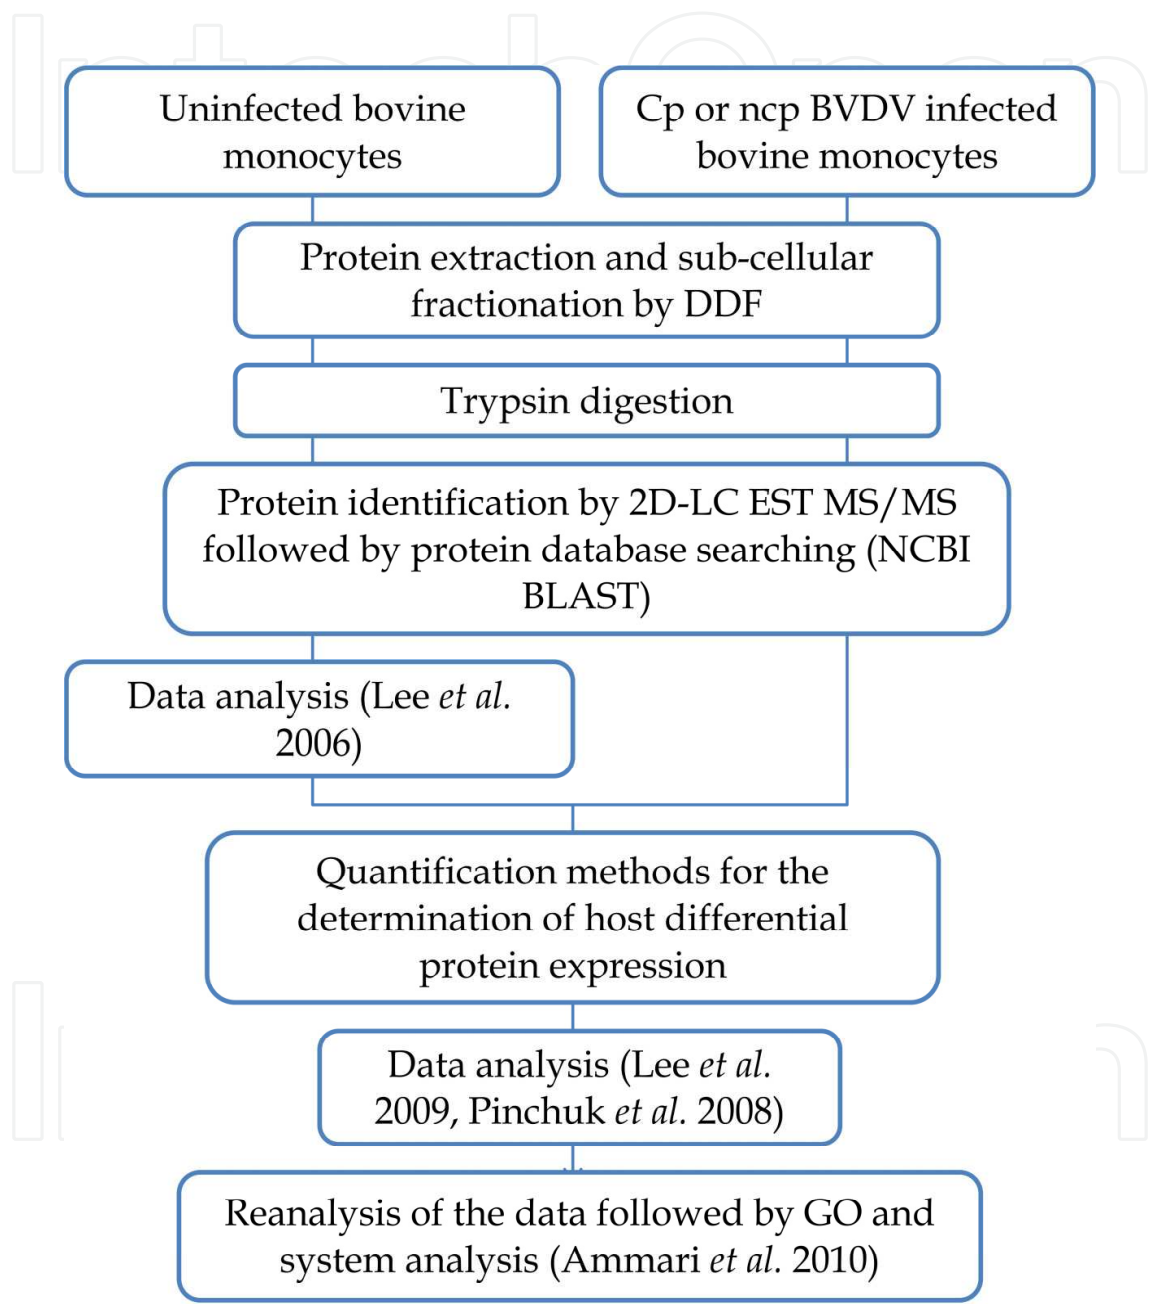 Uninfected bovine
monocytes
Cp or ncp BVDV infected
bovine monocytes
Protein extraction and sub-cellular
fractionation by DDF
Trypsin digestion
Protein identification by 2D-LC EST MS/MS
followed by protein database searching (NCBI
BLAST)
Data analysis (Lee et al.
2006)
Quantification methods for the
determination of host differential
protein expression
Data analysis (Lee et al.
2009, Pinchuk et al. 2008)
Reanalysis of the data followed by GO and
system analysis (Ammari et al. 2010)